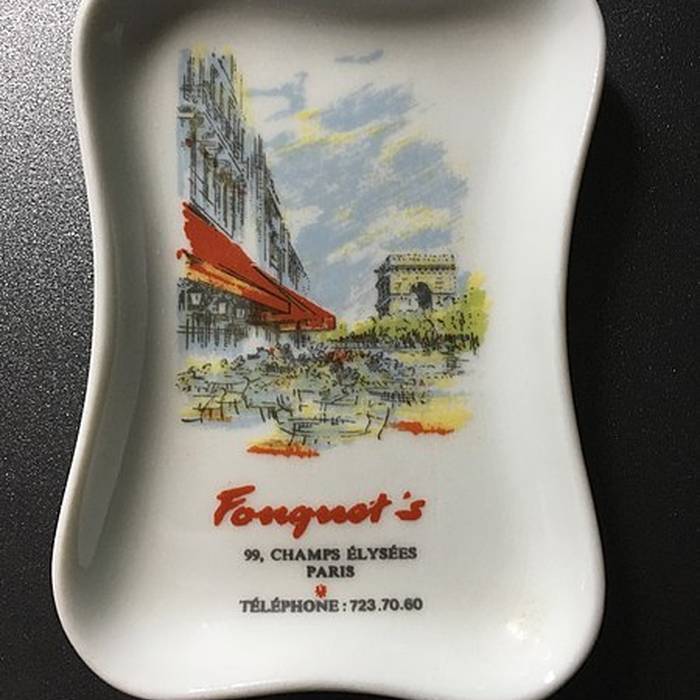 Fouquet's
99, CHAMPS ÉLYSÉES
PARIS
TÉLÉPHONE : 723.70.60